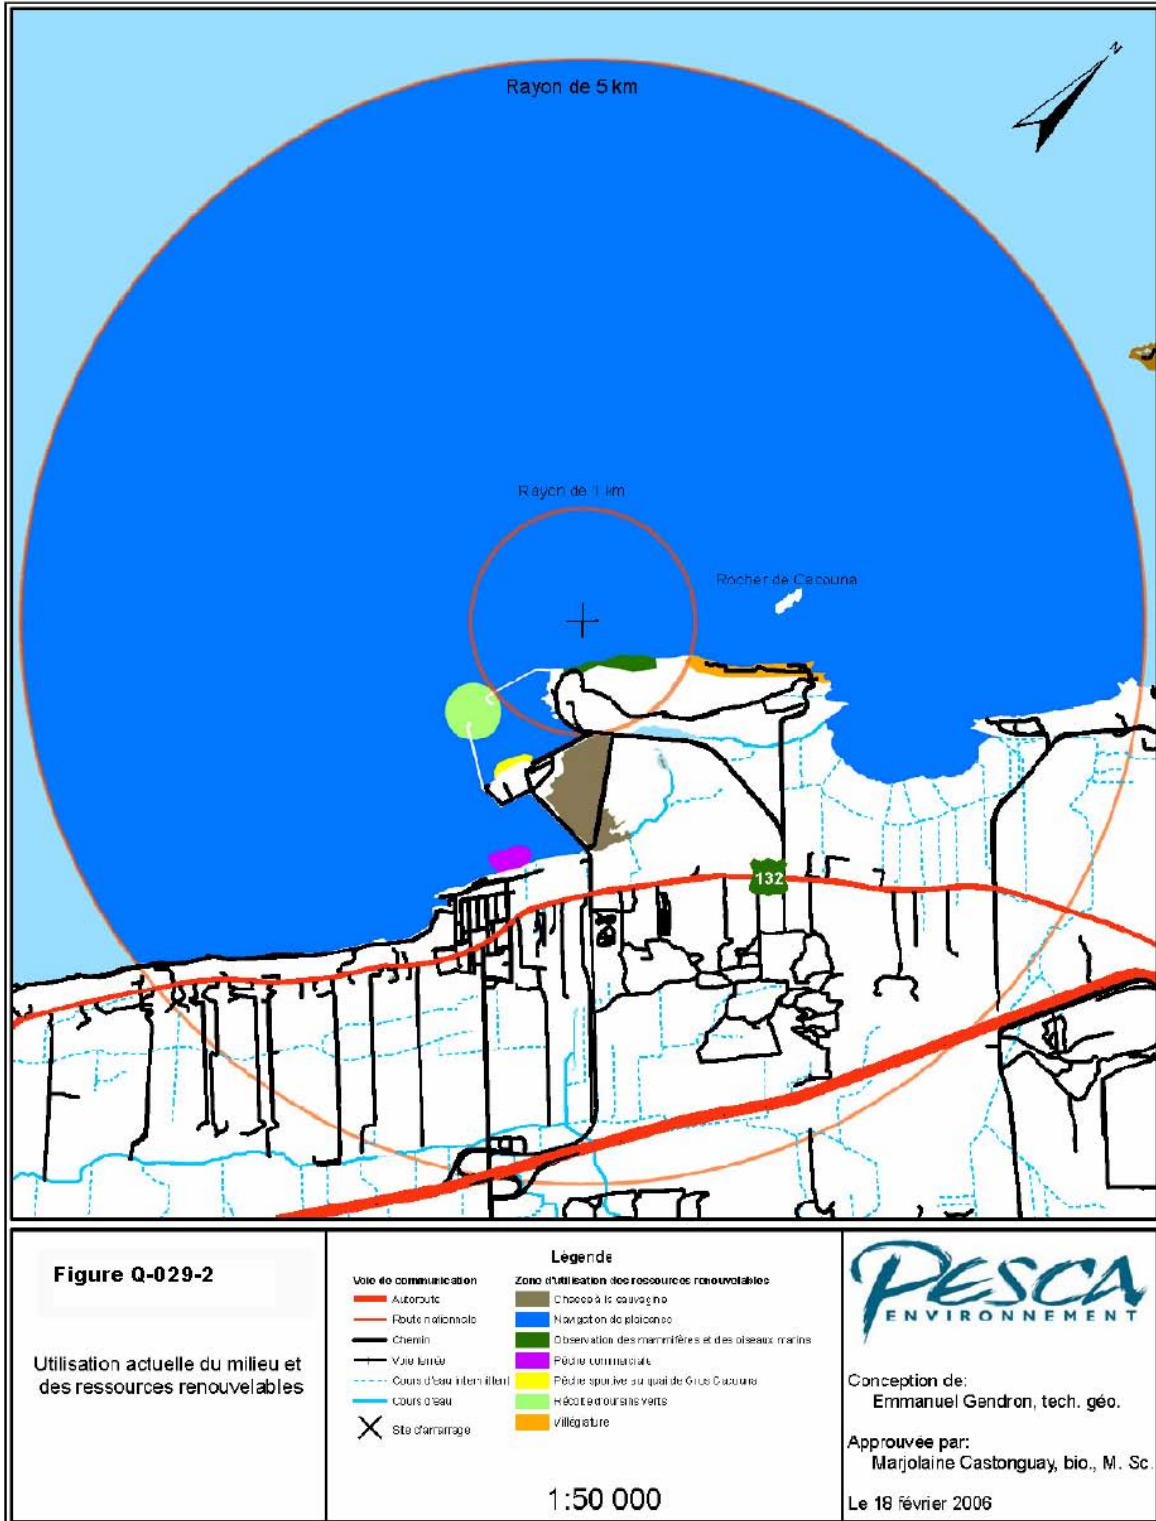 N
Rayon de 5 km
Rayon de 1 km
Rocher de Cacouna
132
Figure Q-029-2
Utilisation actuelle du milieu et
des ressources renouvelables
Légende
Voie de communication
Autoroute
Route nationale
Chemin
Voie ferrée
Cours d'eau intermittent
Cours d'eau
Site d'amarrage
Zone d'utilisation des ressources renouvelables
Chasse à la sauvagine
Navigation de plaisance
Observation des mammifères et des oiseaux marins
Pêche commerciale
Pêche sportive au quai de Gros Cacouna
Récolte d'oursins verts
Villégiature
1:50 000
PESCA
ENVIRONNEMENT
Conception de:
Emmanuel Gendron, tech. géo.
Approuvée par:
Marjolaine Castonguay, bio., M. Sc.
Le 18 février 2006